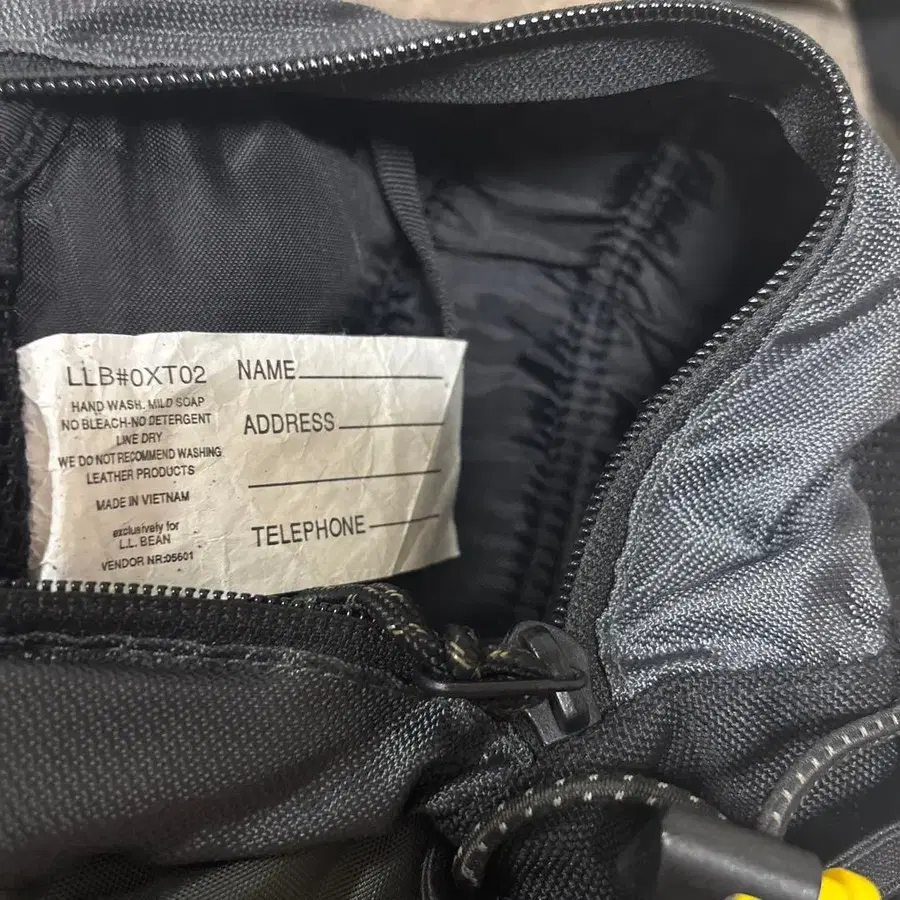 LLB#0XT02
HAND WASH. MILD SOAP
NO BLEACH-NO DETERGENT
LINE DRY
WE DO NOT RECOMMEND WASHING
LEATHER PRODUCTS
MADE IN VIETNAM
exclusively for
L.L. BEAN
VENDOR NR:05601
NAME
ADDRESS
TELEPHONE